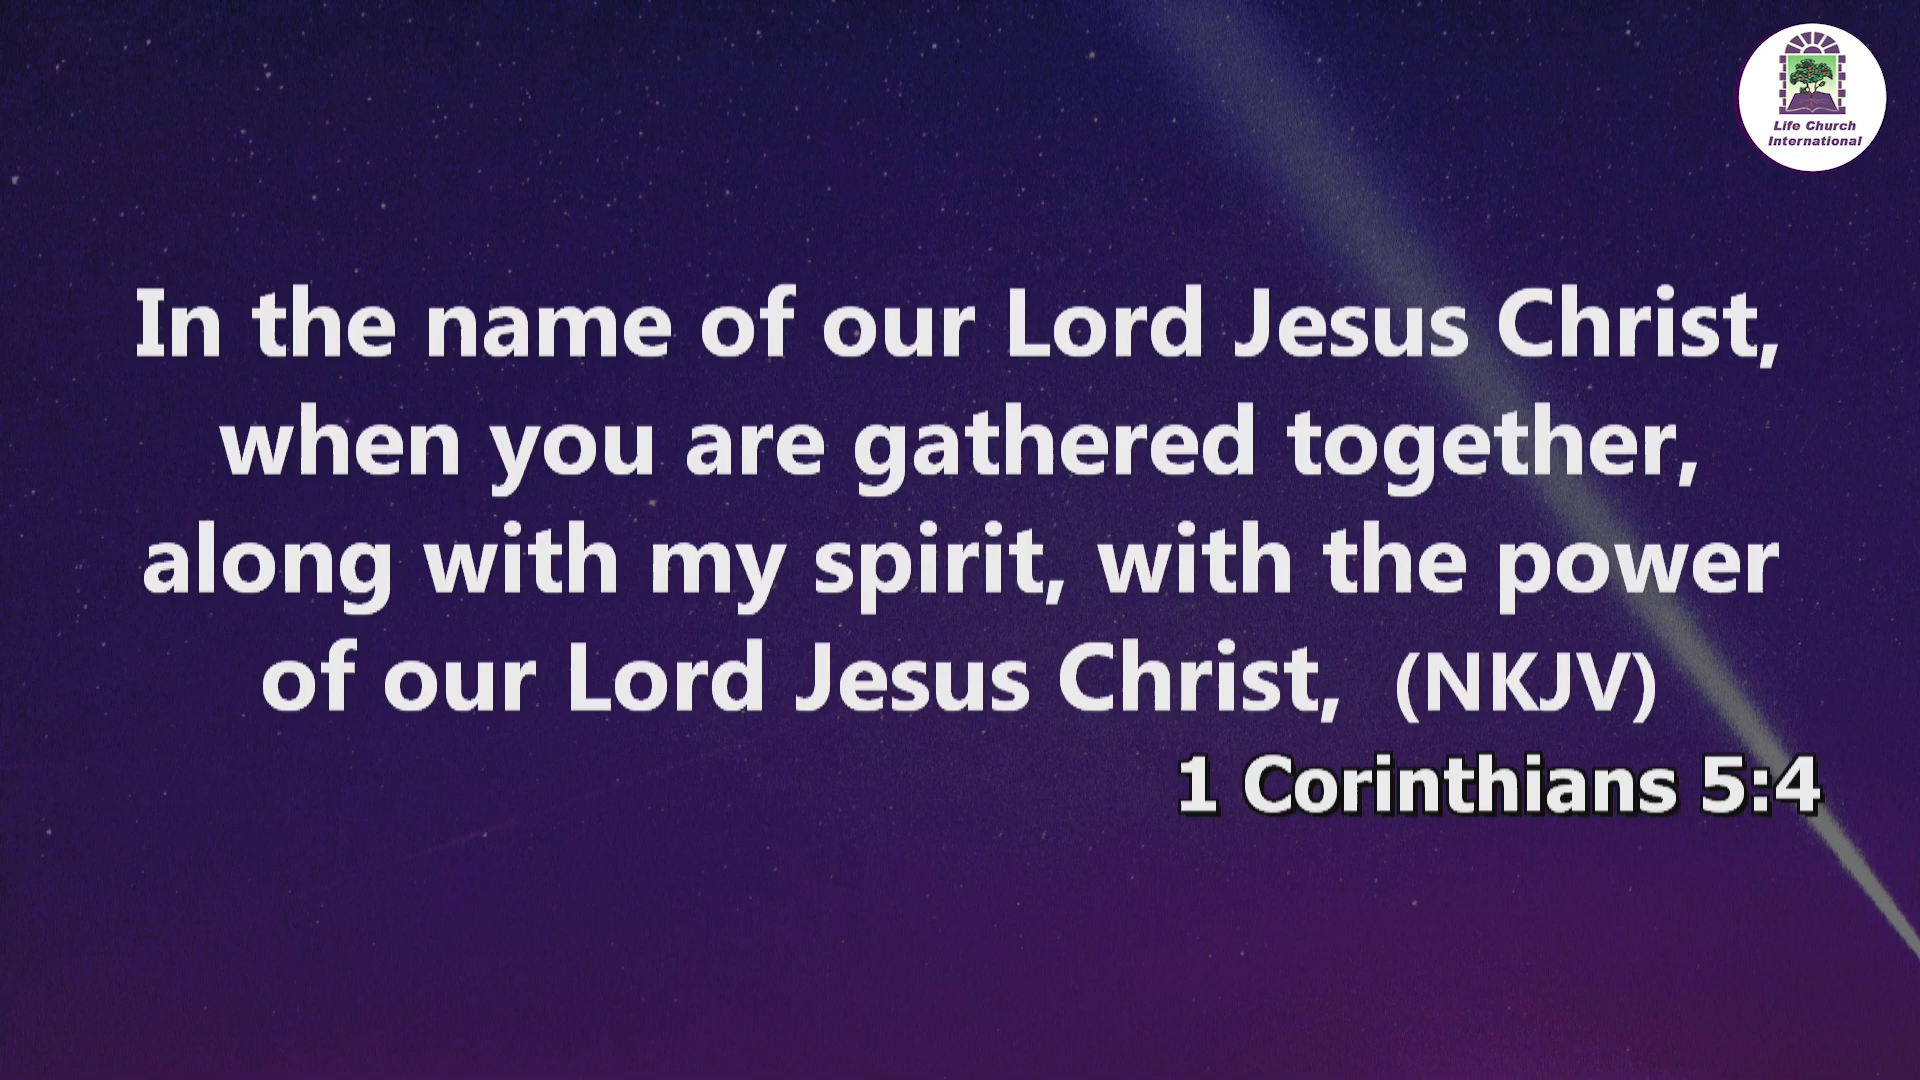 Life Church
International
In the name of our Lord Jesus Christ,
when you are gathered together,
along with my spirit, with the power
of our Lord Jesus Christ, (NKJV)
1 Corinthians 5:4